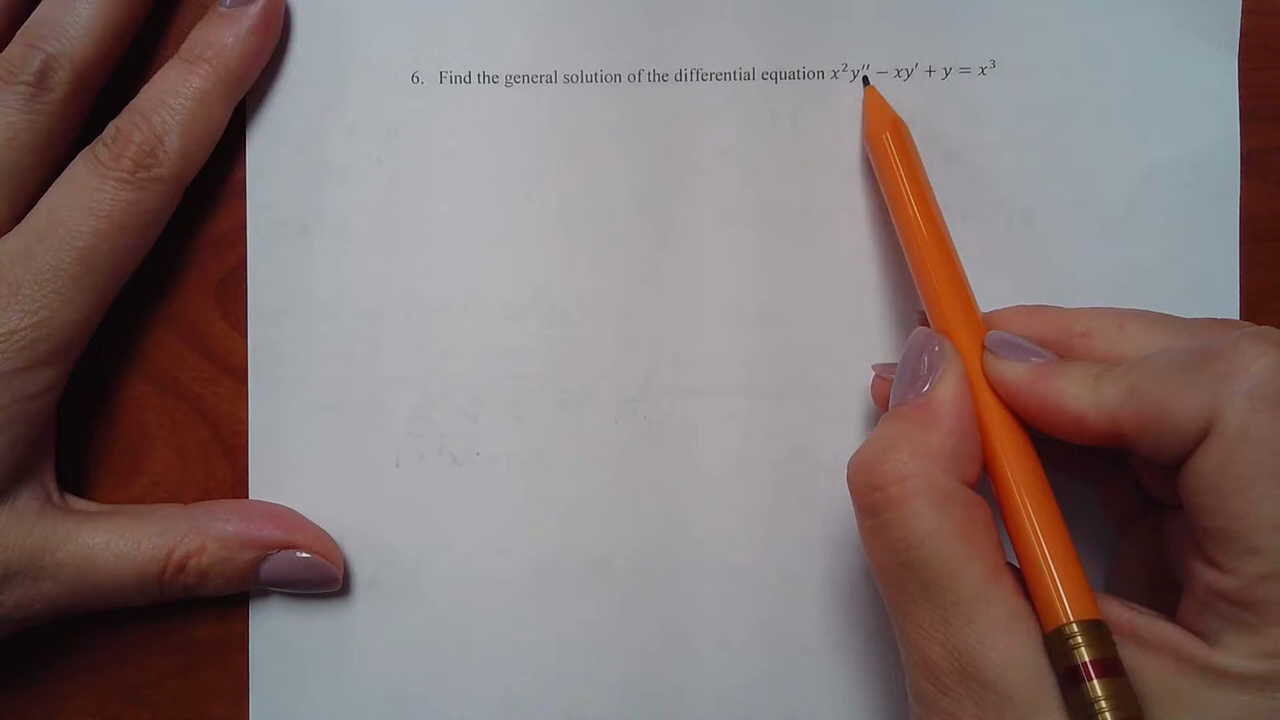 6. Find the general solution of the differential equation x²y″ − xy′ + y = x³